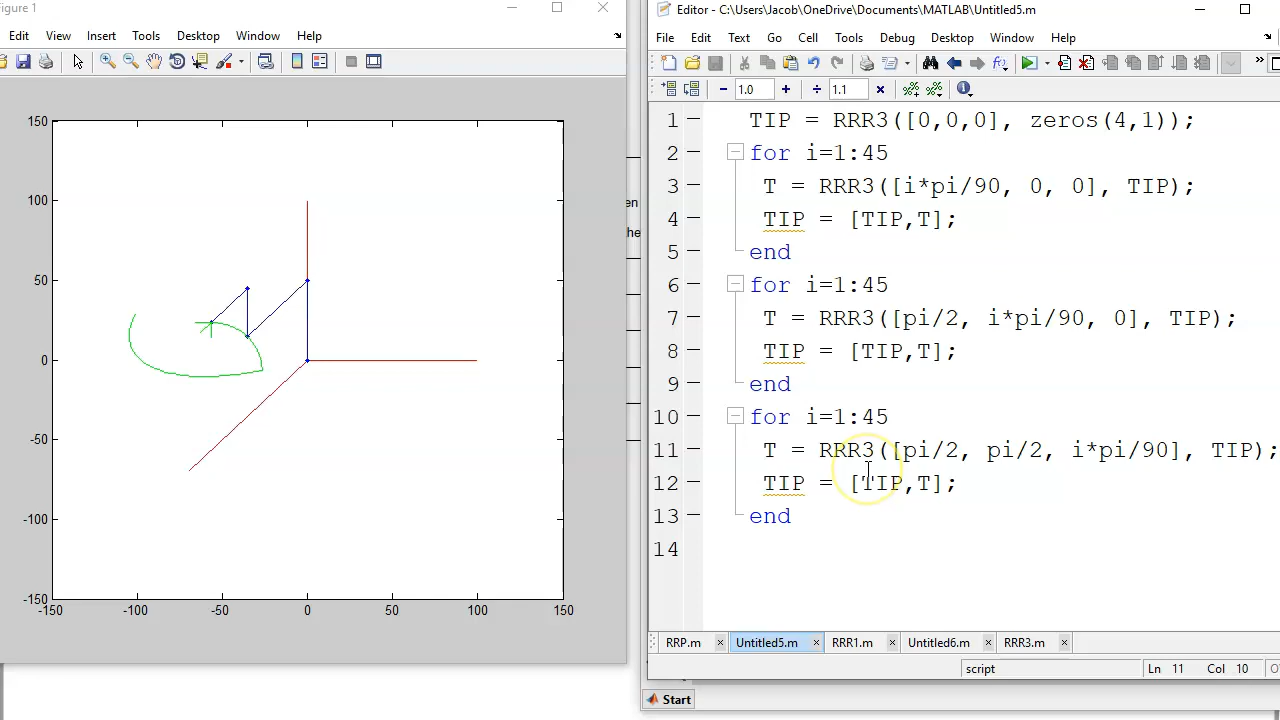 Figure 1
Edit View Insert Tools Desktop Window Help
150
100
50
0
-50
-100
-150
-150 -100 -50 0 50 100 150
en
he
Editor - C:\Users\Jacob\OneDrive\Documents\MATLAB\Untitled5.m
File Edit Text Go Cell Tools Debug Desktop Window Help
− 1.0 + ÷ 1.1 ×
1 TIP = RRR3([0,0,0], zeros(4,1));
2 for i=1:45
3 T = RRR3([i*pi/90, 0, 0], TIP);
4 TIP = [TIP,T];
5 end
6 for i=1:45
7 T = RRR3([pi/2, i*pi/90, 0], TIP);
8 TIP = [TIP,T];
9 end
10 for i=1:45
11 T = RRR3([pi/2, pi/2, i*pi/90], TIP);
12 TIP = [TIP,T];
13 end
14
RRP.m Untitled5.m RRR1.m Untitled6.m RRR3.m
script Ln 11 Col 10
Start